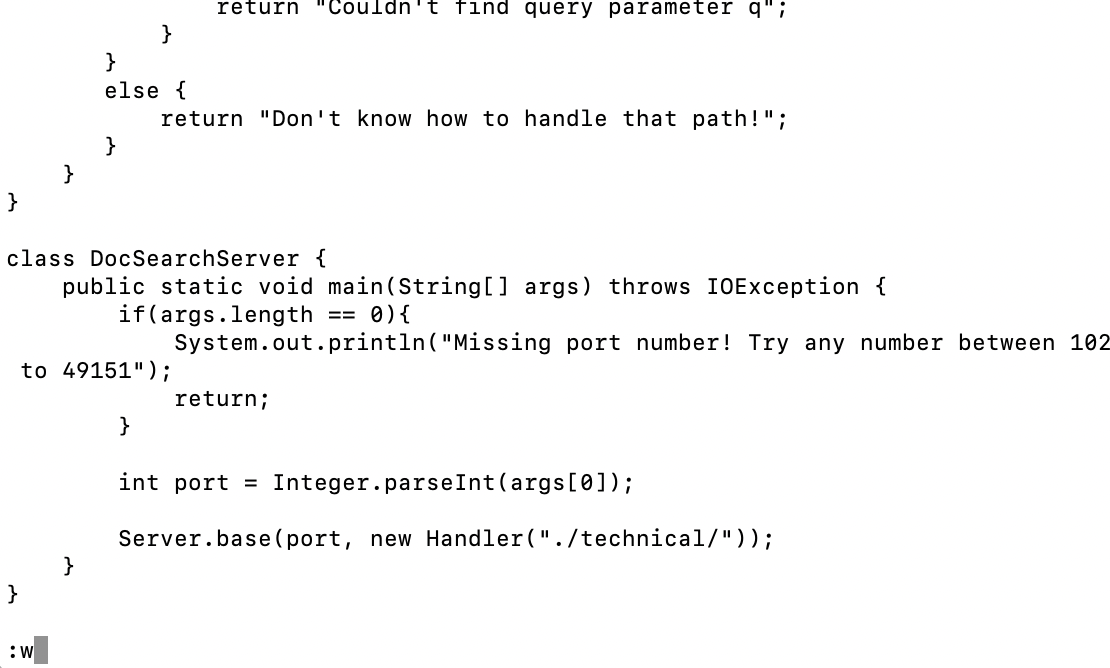 return "Couldn't find query parameter q";
            }
        }
        else {
            return "Don't know how to handle that path!";
        }
    }
}

class DocSearchServer {
    public static void main(String[] args) throws IOException {
        if(args.length == 0){
            System.out.println("Missing port number! Try any number between 102
 to 49151");
            return;
        }

        int port = Integer.parseInt(args[0]);

        Server.base(port, new Handler("./technical/"));
    }
}

:w